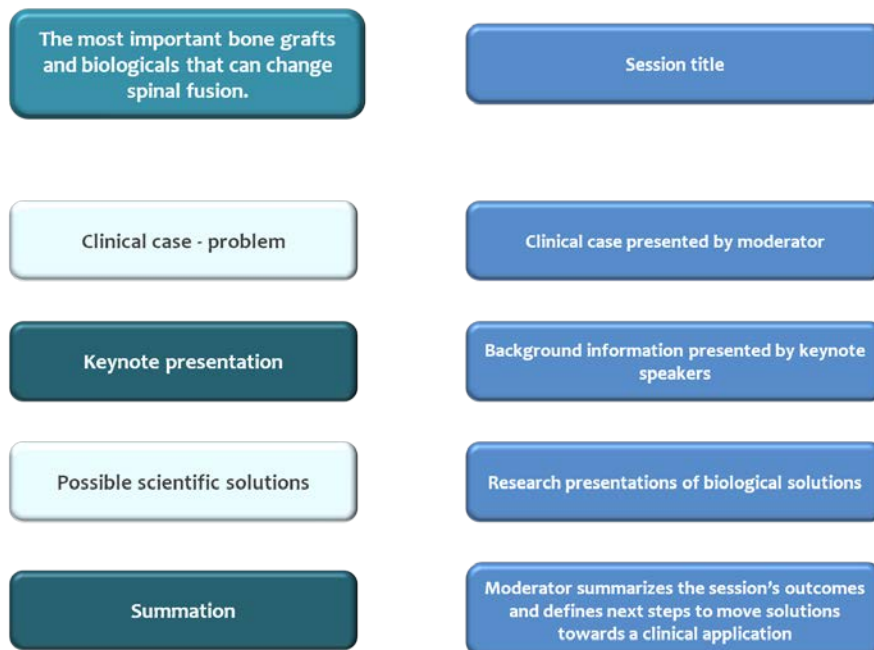 The most important bone grafts
and biologicals that can change
spinal fusion.
Session title
Clinical case - problem
Clinical case presented by moderator
Keynote presentation
Background information presented by keynote
speakers
Possible scientific solutions
Research presentations of biological solutions
Summation
Moderator summarizes the session's outcomes
and defines next steps to move solutions
towards a clinical application